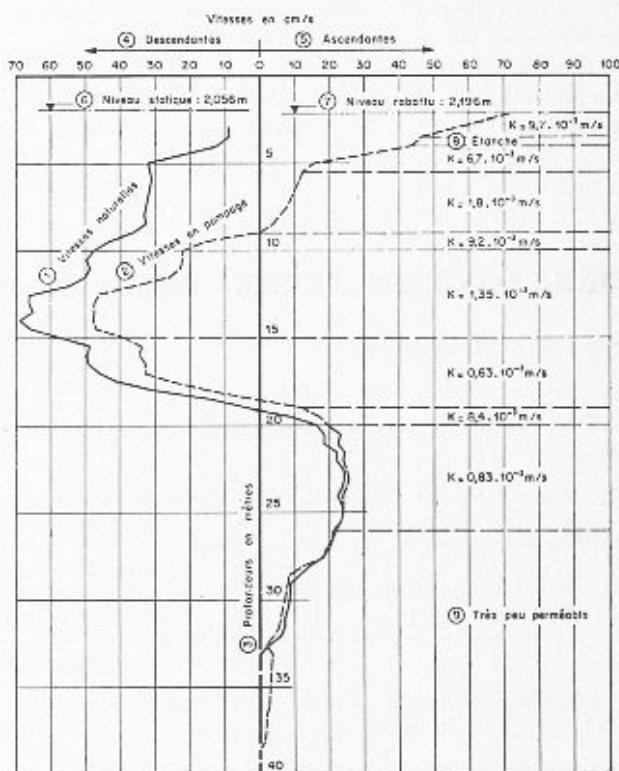 Vitesses en cm/s
④ Descendantes ⑤ Ascendantes
70 60 50 40 30 20 10 0 10 20 30 40 50 60 70 80 90 100
⑥ Niveau statique : 2,056m ⑦ Niveau rabattu : 2,196m
K = 9,7. 10⁻³ m/s
⑧ Etanche
5
K = 6,7. 10⁻³ m/s
K = 1,8. 10⁻³ m/s
① Vitesses naturelles
② Vitesses en pompage
10
K = 9,2. 10⁻³ m/s
K = 1,35. 10⁻³ m/s
15
K = 0,63. 10⁻³ m/s
K = 8,4. 10⁻³ m/s
20
K = 0,83. 10⁻³ m/s
25
③ Profondeurs en mètres
30
⑨ Très peu perméable
35
40